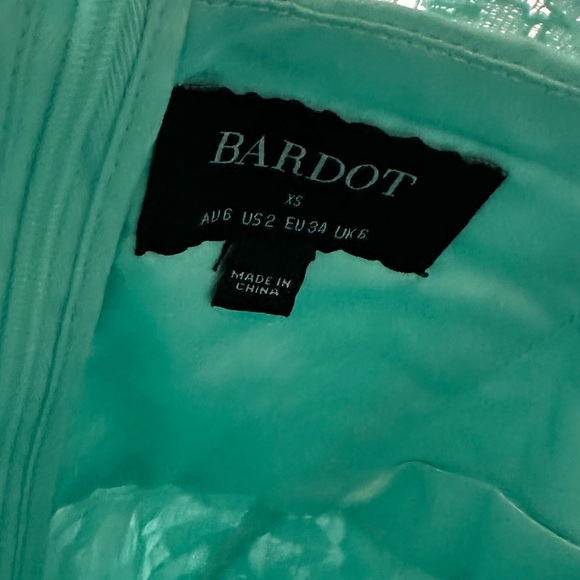 BARDOT
XS
AU6 US2 EU34 UK6
MADE IN
CHINA